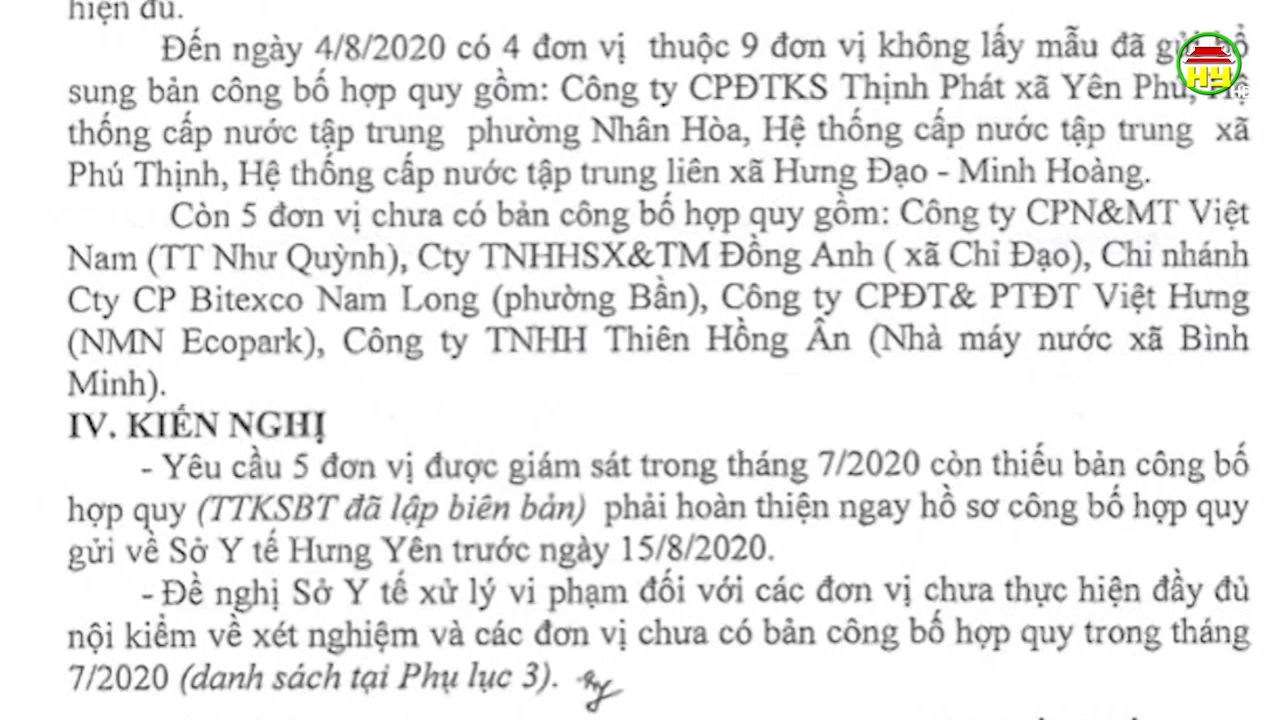 hiện đủ.
Đến ngày 4/8/2020 có 4 đơn vị thuộc 9 đơn vị không lấy mẫu đã gửi bổ
sung bản công bố hợp quy gồm: Công ty CPĐTKS Thịnh Phát xã Yên Phú, Hệ
thống cấp nước tập trung phường Nhân Hòa, Hệ thống cấp nước tập trung xã
Phú Thịnh, Hệ thống cấp nước tập trung liên xã Hưng Đạo - Minh Hoàng.
Còn 5 đơn vị chưa có bản công bố hợp quy gồm: Công ty CPN&MT Việt
Nam (TT Như Quỳnh), Cty TNHHSX&TM Đồng Anh ( xã Chỉ Đạo), Chi nhánh
Cty CP Bitexco Nam Long (phường Bần), Công ty CPĐT& PTĐT Việt Hưng
(NMN Ecopark), Công ty TNHH Thiên Hồng Ân (Nhà máy nước xã Bình
Minh).
IV. KIẾN NGHỊ
- Yêu cầu 5 đơn vị được giám sát trong tháng 7/2020 còn thiếu bản công bố
hợp quy (TTKSBT đã lập biên bản) phải hoàn thiện ngay hồ sơ công bố hợp quy
gửi về Sở Y tế Hưng Yên trước ngày 15/8/2020.
- Đề nghị Sở Y tế xử lý vi phạm đối với các đơn vị chưa thực hiện đầy đủ
nội kiểm về xét nghiệm và các đơn vị chưa có bản công bố hợp quy trong tháng
7/2020 (danh sách tại Phụ lục 3).
HY